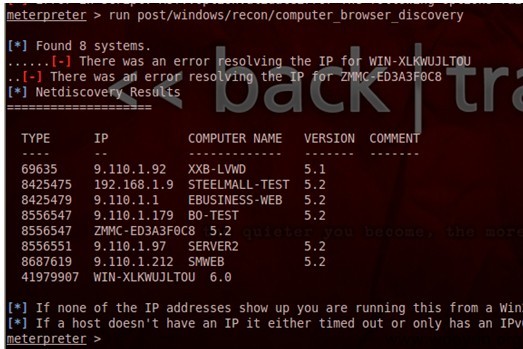 meterpreter > run post/windows/recon/computer_browser_discovery
[*] Found 8 systems.
......[-] There was an error resolving the IP for WIN-XLKWUJLTOU
..[-] There was an error resolving the IP for ZMMC-ED3A3F0C8
[*] Netdiscovery Results
=====================
TYPE IP COMPUTER NAME VERSION COMMENT
---- -- ------------- ------- -------
69635 9.110.1.92 XXB-LVWD 5.1
8425475 192.168.1.9 STEELMALL-TEST 5.2
8425479 9.110.1.1 EBUSINESS-WEB 5.2
8556547 9.110.1.179 BO-TEST 5.2
8556547 ZMMC-ED3A3F0C8 5.2
8556551 9.110.1.97 SERVER2 5.2
8687619 9.110.1.212 SMWEB 5.2
41979907 WIN-XLKWUJLTOU 6.0
[*] If none of the IP addresses show up you are running this from a Win
[*] If a host doesn't have an IP it either timed out or only has an IPv
meterpreter >
<< back | tra
quieter you become, the more